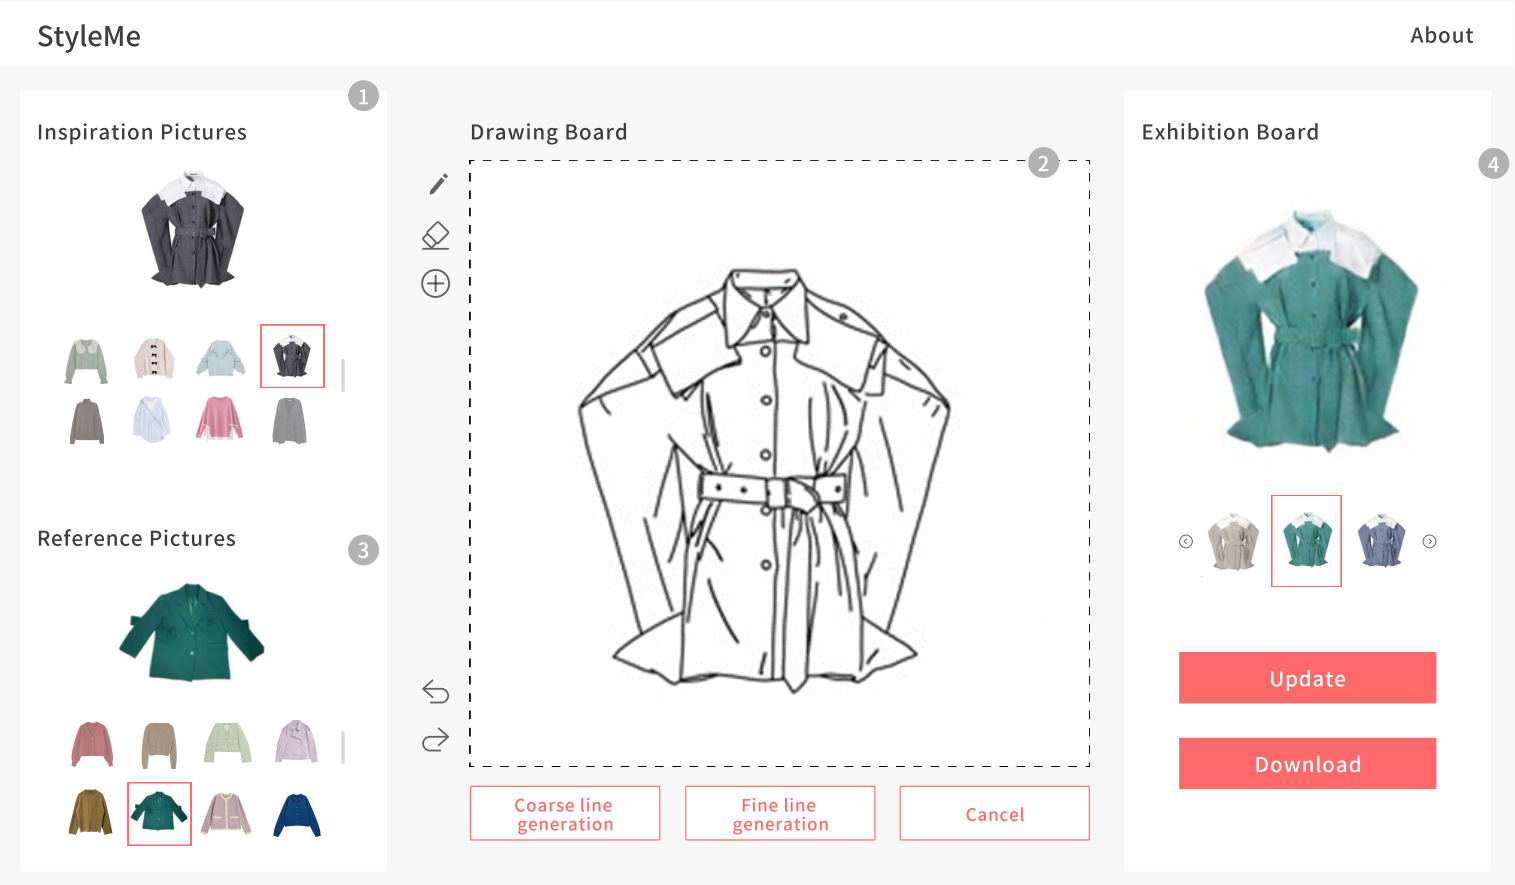 StyleMe
About
1
Inspiration Pictures
Reference Pictures
3
Drawing Board
2
Coarse line
generation
Fine line
generation
Cancel
Exhibition Board
4
Update
Download